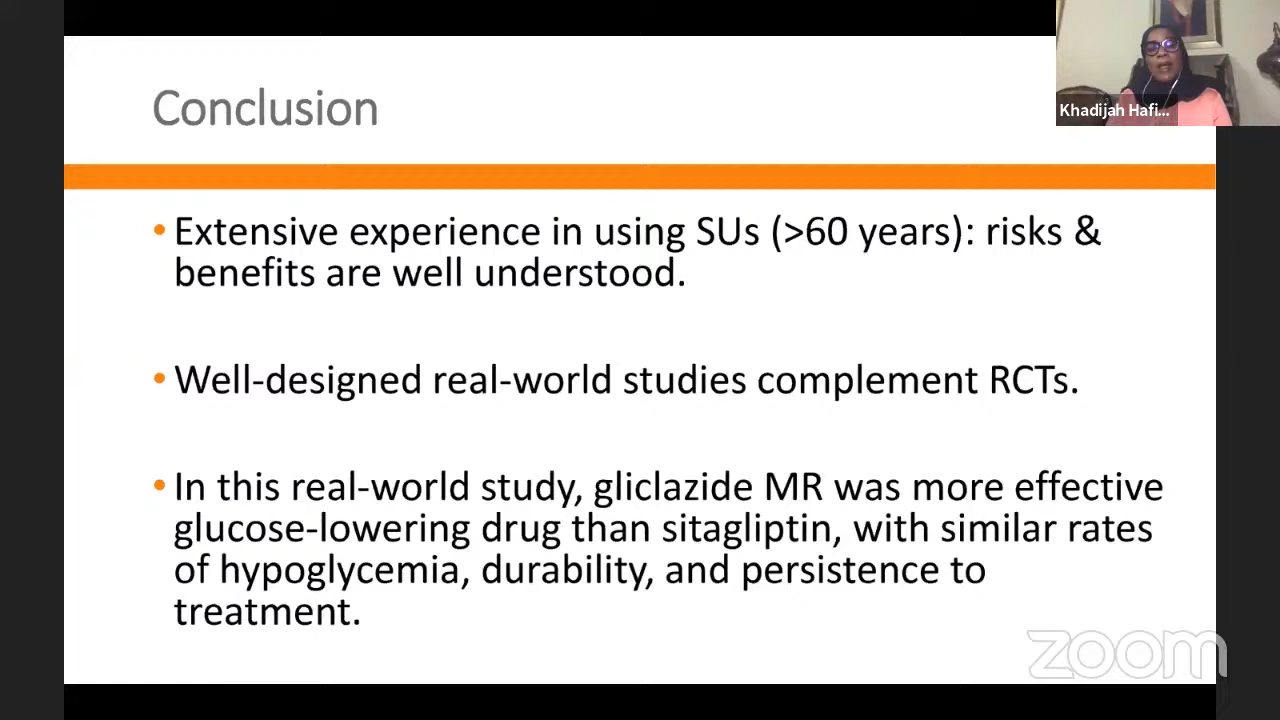 Conclusion
Khadijah Hafi...
• Extensive experience in using SUs (>60 years): risks &
benefits are well understood.
• Well-designed real-world studies complement RCTs.
• In this real-world study, gliclazide MR was more effective
glucose-lowering drug than sitagliptin, with similar rates
of hypoglycemia, durability, and persistence to
treatment.
zoom